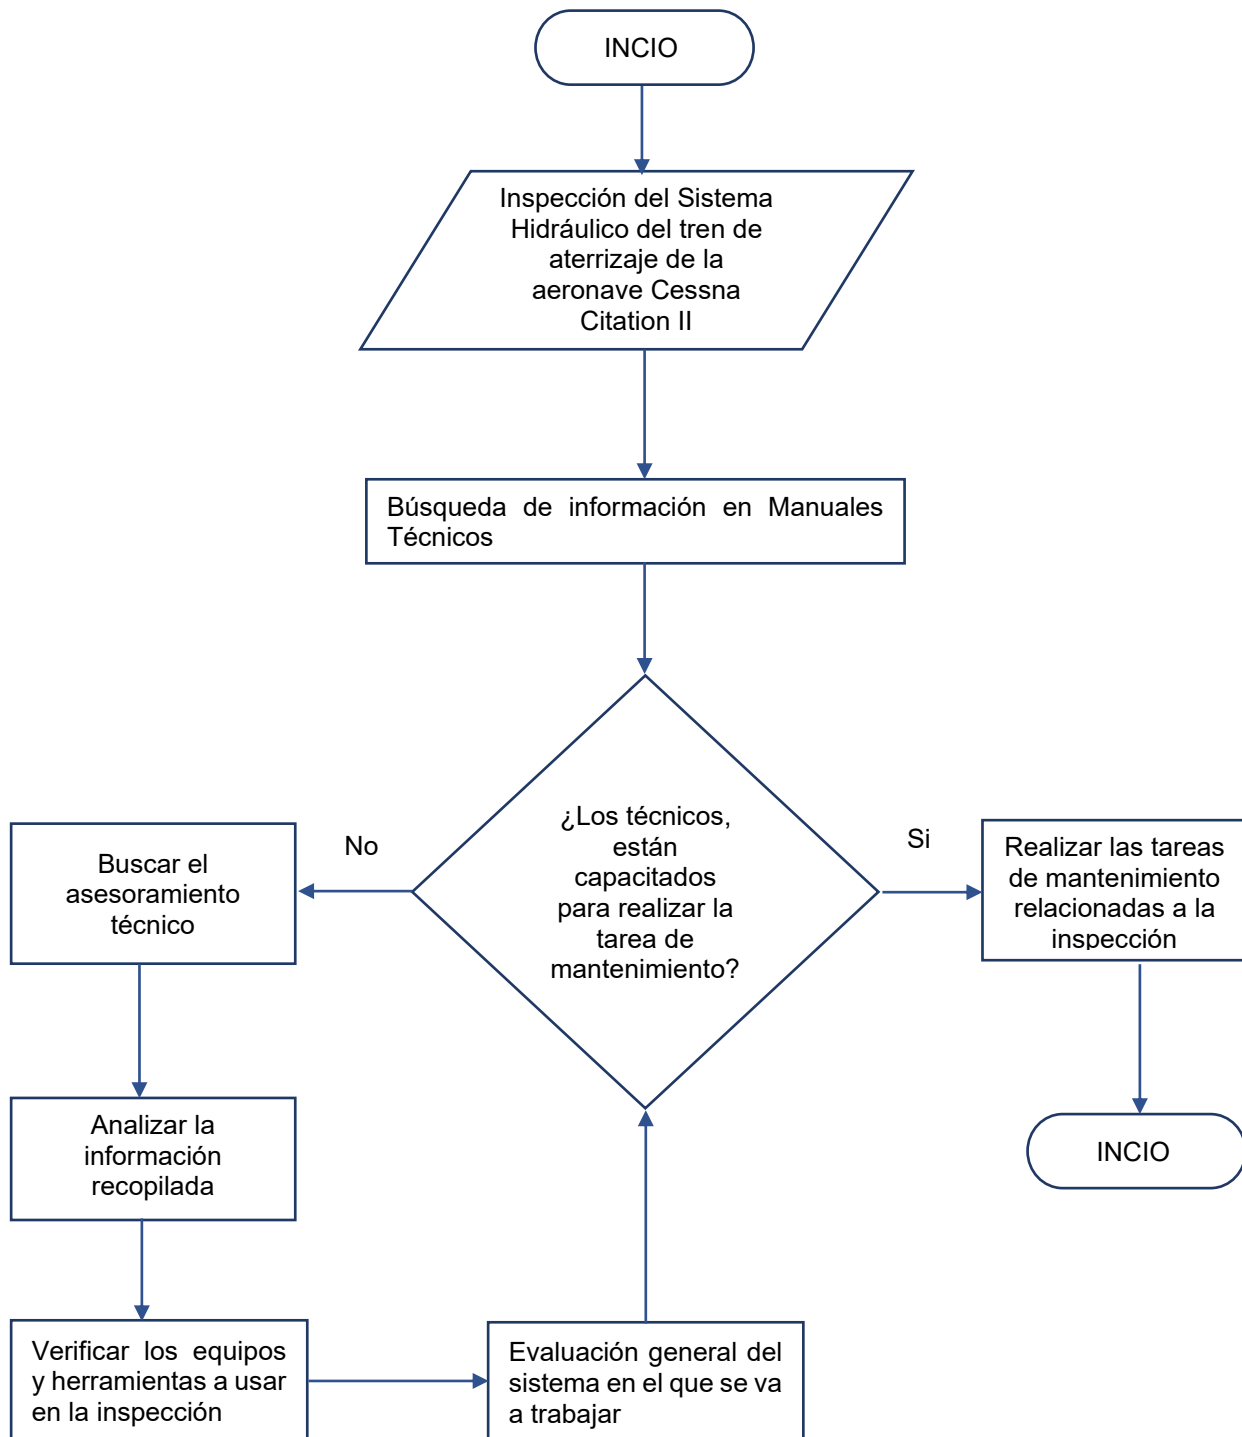 INCIO
Inspección del Sistema
Hidráulico del tren de
aterrizaje de la
aeronave Cessna
Citation II
Búsqueda de información en Manuales
Técnicos
¿Los técnicos,
están
capacitados
para realizar la
tarea de
mantenimiento?
No
Si
Buscar el
asesoramiento
técnico
Realizar las tareas
de mantenimiento
relacionadas a la
inspección
Analizar la
información
recopilada
INCIO
Verificar los equipos
y herramientas a usar
en la inspección
Evaluación general del
sistema en el que se va
a trabajar